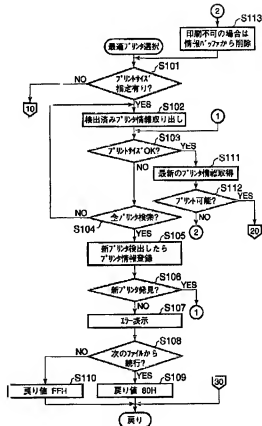 ②
S113
最適プリンタ選択
印刷不可の場合は
情報バッファから削除
S101
NO
プリントサイズ
指定有り?
10
YES
S102
検出済みプリンタ情報取り出し
①
S103
プリントサイズOK?
YES
S111
NO
最新のプリンタ情報取得
S112
プリント可能?
YES
NO
②
20
NO
全プリンタ検索?
S104
YES
S105
新プリンタ検出したら
プリンタ情報登録
S106
新プリンタ発見?
YES
①
NO
S107
エラー表示
S108
NO
次のファイルから
続行?
S110
YES
S109
30
戻り値 FFH
戻り値 80H
戻り